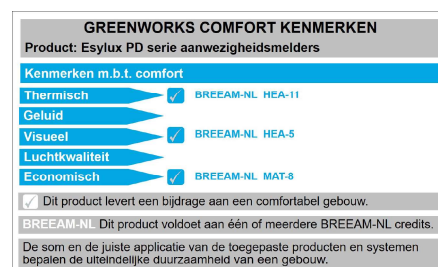 GREENWORKS COMFORT KENMERKEN
Product: Esylux PD serie aanwezigheidsmelders
Kenmerken m.b.t. comfort
Thermisch BREEAM-NL HEA-11
Geluid
Visueel BREEAM-NL HEA-5
Luchtkwaliteit
Economisch BREEAM-NL MAT-8
Dit product levert een bijdrage aan een comfortabel gebouw.
BREEAM-NL Dit product voldoet aan één of meerdere BREEAM-NL credits.
De som en de juiste applicatie van de toegepaste producten en systemen
bepalen de uiteindelijke duurzaamheid van een gebouw.